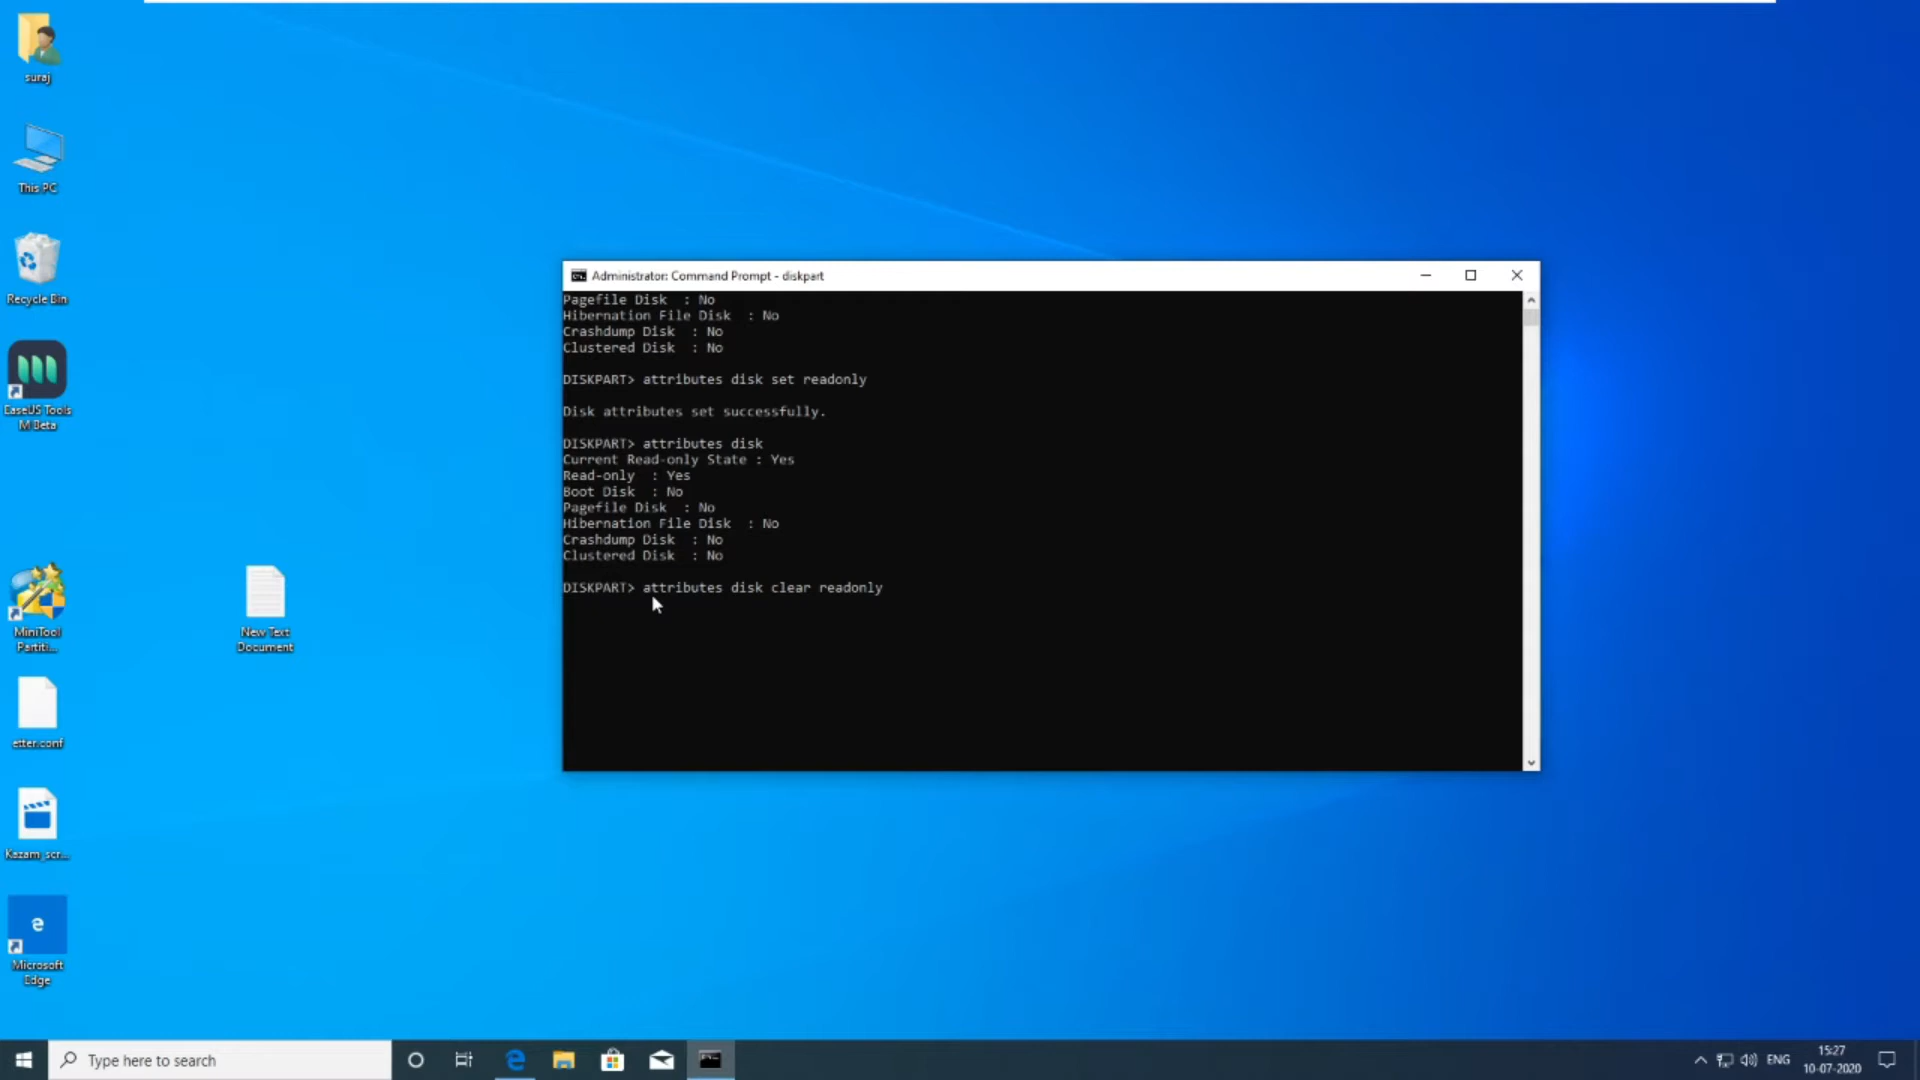 suraj
This PC
Recycle Bin
EaseUS Tools
M Beta
MiniTool
Partiti...
New Text
Document
etter.conf
Kazam_scr...
Microsoft
Edge
Administrator: Command Prompt - diskpart
Pagefile Disk  : No
Hibernation File Disk  : No
Crashdump Disk  : No
Clustered Disk  : No
DISKPART> attributes disk set readonly
Disk attributes set successfully.
DISKPART> attributes disk
Current Read-only State : Yes
Read-only  : Yes
Boot Disk  : No
Pagefile Disk  : No
Hibernation File Disk  : No
Crashdump Disk  : No
Clustered Disk  : No
DISKPART> attributes disk clear readonly
Type here to search
ENG
15:27
10-07-2020